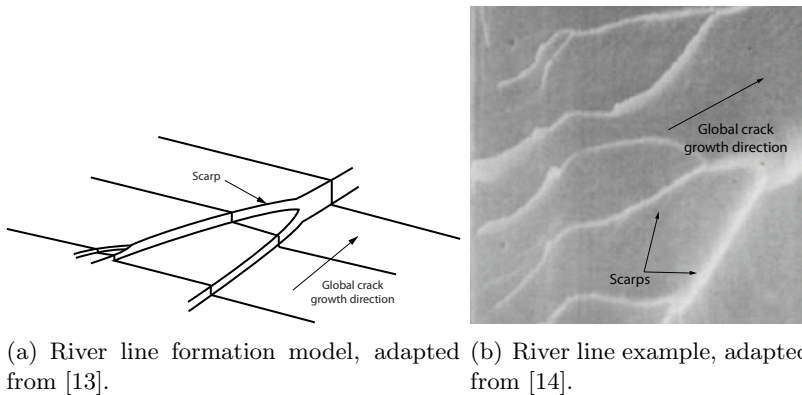 Scarp
Global crack
growth direction
Global crack
growth direction
Scarps
(a) River line formation model, adapted
from [13].
(b) River line example, adapted
from [14].